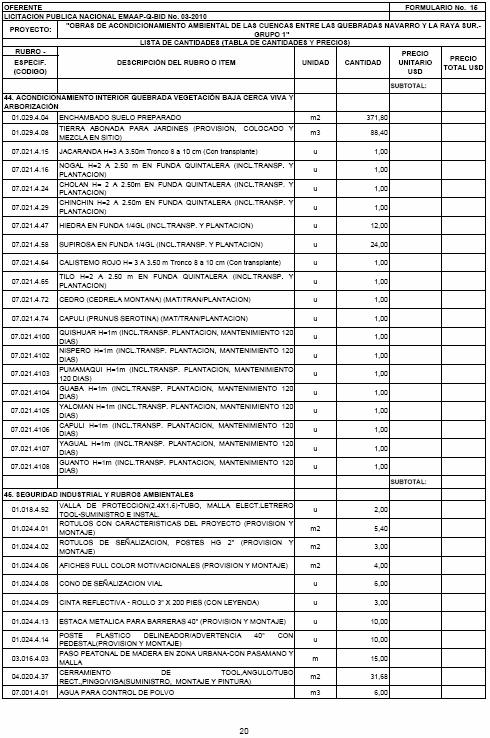 OFERENTE FORMULARIO No. 16
LICITACION PUBLICA NACIONAL EMAAP-Q-BID No. 03-2010
PROYECTO: "OBRAS DE ACONDICIONAMIENTO AMBIENTAL DE LAS CUENCAS ENTRE LAS QUEBRADAS NAVARRO Y LA RAYA SUR.-
GRUPO 1"
LISTA DE CANTIDADES (TABLA DE CANTIDADES Y PRECIOS)
RUBRO -
ESPECIF.
(CODIGO) DESCRIPCIÓN DEL RUBRO O ITEM UNIDAD CANTIDAD PRECIO
UNITARIO
USD PRECIO
TOTAL USD
SUBTOTAL:
44. ACONDICIONAMIENTO INTERIOR QUEBRADA VEGETACIÓN BAJA CERCA VIVA Y
ARBORIZACIÓN
01.029.4.04 ENCHAMBADO SUELO PREPARADO m2 371,80
01.029.4.08 TIERRA ABONADA PARA JARDINES (PROVISION, COLOCADO Y
MEZCLA EN SITIO) m3 88,40
07.021.4.15 JACARANDA H=3 A 3.50m Tronco 8 a 10 cm (Con transplante) u 1,00
07.021.4.16 NOGAL H=2 A 2.50 m EN FUNDA QUINTALERA (INCL.TRANSP. Y
PLANTACION) u 1,00
07.021.4.24 CHOLAN H= 2 A 2.50m EN FUNDA QUINTALERA (INCL.TRANSP. Y
PLANTACION) u 1,00
07.021.4.29 CHINCHIN H=2 A 2.50m EN FUNDA QUINTALERA (INCL.TRANSP. Y
PLANTACION) u 1,00
07.021.4.47 HIEDRA EN FUNDA 1/4GL (INCL.TRANSP. Y PLANTACION) u 12,00
07.021.4.58 SUPIROSA EN FUNDA 1/4GL (INCL.TRANSP. Y PLANTACION) u 24,00
07.021.4.64 CALISTEMO ROJO H= 3 A 3.50 m Tronco 8 a 10 cm (Con transplante) u 1,00
07.021.4.65 TILO H=2 A 2.50 m EN FUNDA QUINTALERA (INCL.TRANSP. Y
PLANTACION) u 1,00
07.021.4.72 CEDRO (CEDRELA MONTANA) (MAT/TRAN/PLANTACION) u 1,00
07.021.4.74 CAPULI (PRUNUS SEROTINA) (MAT/TRAN/PLANTACION) u 1,00
07.021.4100 QUISHUAR H=1m (INCL.TRANSP. PLANTACION, MANTENIMIENTO 120
DIAS) u 1,00
07.021.4102 NISPERO H=1m (INCL.TRANSP. PLANTACION, MANTENIMIENTO 120
DIAS) u 1,00
07.021.4103 PUMAMAQUI H=1m (INCL.TRANSP. PLANTACION, MANTENIMIENTO
120 DIAS) u 1,00
07.021.4104 GUABA H=1m (INCL.TRANSP. PLANTACION, MANTENIMIENTO 120
DIAS) u 1,00
07.021.4105 YALOMAN H=1m (INCL.TRANSP. PLANTACION, MANTENIMIENTO 120
DIAS) u 1,00
07.021.4106 CAPULI H=1m (INCL.TRANSP. PLANTACION, MANTENIMIENTO 120
DIAS) u 1,00
07.021.4107 YAGUAL H=1m (INCL.TRANSP. PLANTACION, MANTENIMIENTO 120
DIAS) u 1,00
07.021.4108 GUANTO H=1m (INCL.TRANSP. PLANTACION, MANTENIMIENTO 120
DIAS) u 1,00
SUBTOTAL:
45. SEGURIDAD INDUSTRIAL Y RUBROS AMBIENTALES
01.018.4.92 VALLA DE PROTECCION(2.4X1.6)-TUBO, MALLA ELECT.LETRERO
TOOL-SUMINISTRO E INSTAL. u 2,00
01.024.4.01 ROTULOS CON CARACTERISTICAS DEL PROYECTO (PROVISION Y
MONTAJE) m2 5,40
01.024.4.02 ROTULOS DE SEÑALIZACION, POSTES HG 2" (PROVISION Y
MONTAJE) m2 3,00
01.024.4.06 AFICHES FULL COLOR MOTIVACIONALES (PROVISION Y MONTAJE) m2 4,00
01.024.4.08 CONO DE SEÑALIZACION VIAL u 6,00
01.024.4.09 CINTA REFLECTIVA - ROLLO 3" X 200 PIES (CON LEYENDA) u 3,00
01.024.4.13 ESTACA METALICA PARA BARRERAS 40" (PROVISION Y MONTAJE) u 10,00
01.024.4.14 POSTE PLASTICO DELINEADOR/ADVERTENCIA 40" CON
PEDESTAL(PROVISION Y MONTAJE) u 10,00
03.016.4.03 PASO PEATONAL DE MADERA EN ZONA URBANA-CON PASAMANO Y
MALLA m 15,00
04.020.4.37 CERRAMIENTO DE TOOL,ANGULO/TUBO
RECT.,PINGO/VIGA(SUMINISTRO, MONTAJE Y PINTURA) m2 31,68
07.001.4.01 AGUA PARA CONTROL DE POLVO m3 6,00
20